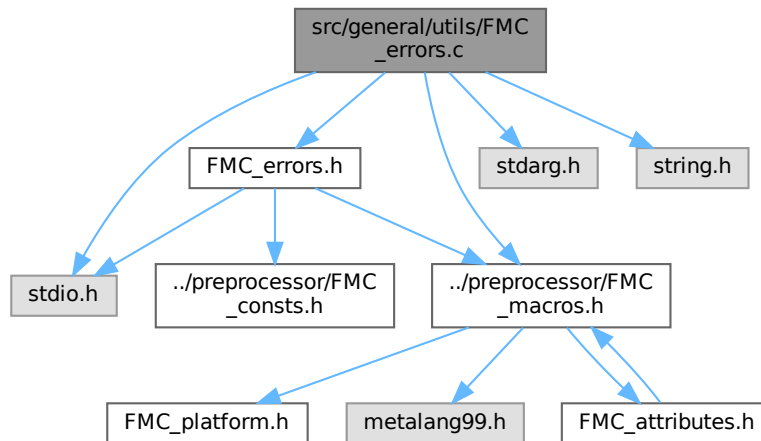 src/general/utils/FMC
_errors.c
FMC_errors.h
stdarg.h
string.h
stdio.h
../preprocessor/FMC
_consts.h
../preprocessor/FMC
_macros.h
FMC_platform.h
metalang99.h
FMC_attributes.h